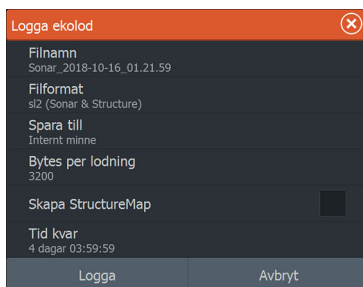 Logga ekolod
Filnamn
Sonar_2018-10-16_01.21.59
Filformat
sl2 (Sonar & Structure)
Spara till
Internt minne
Bytes per lodning
3200
Skapa StructureMap
Tid kvar
4 dagar 03:59:59
Logga
Avbryt